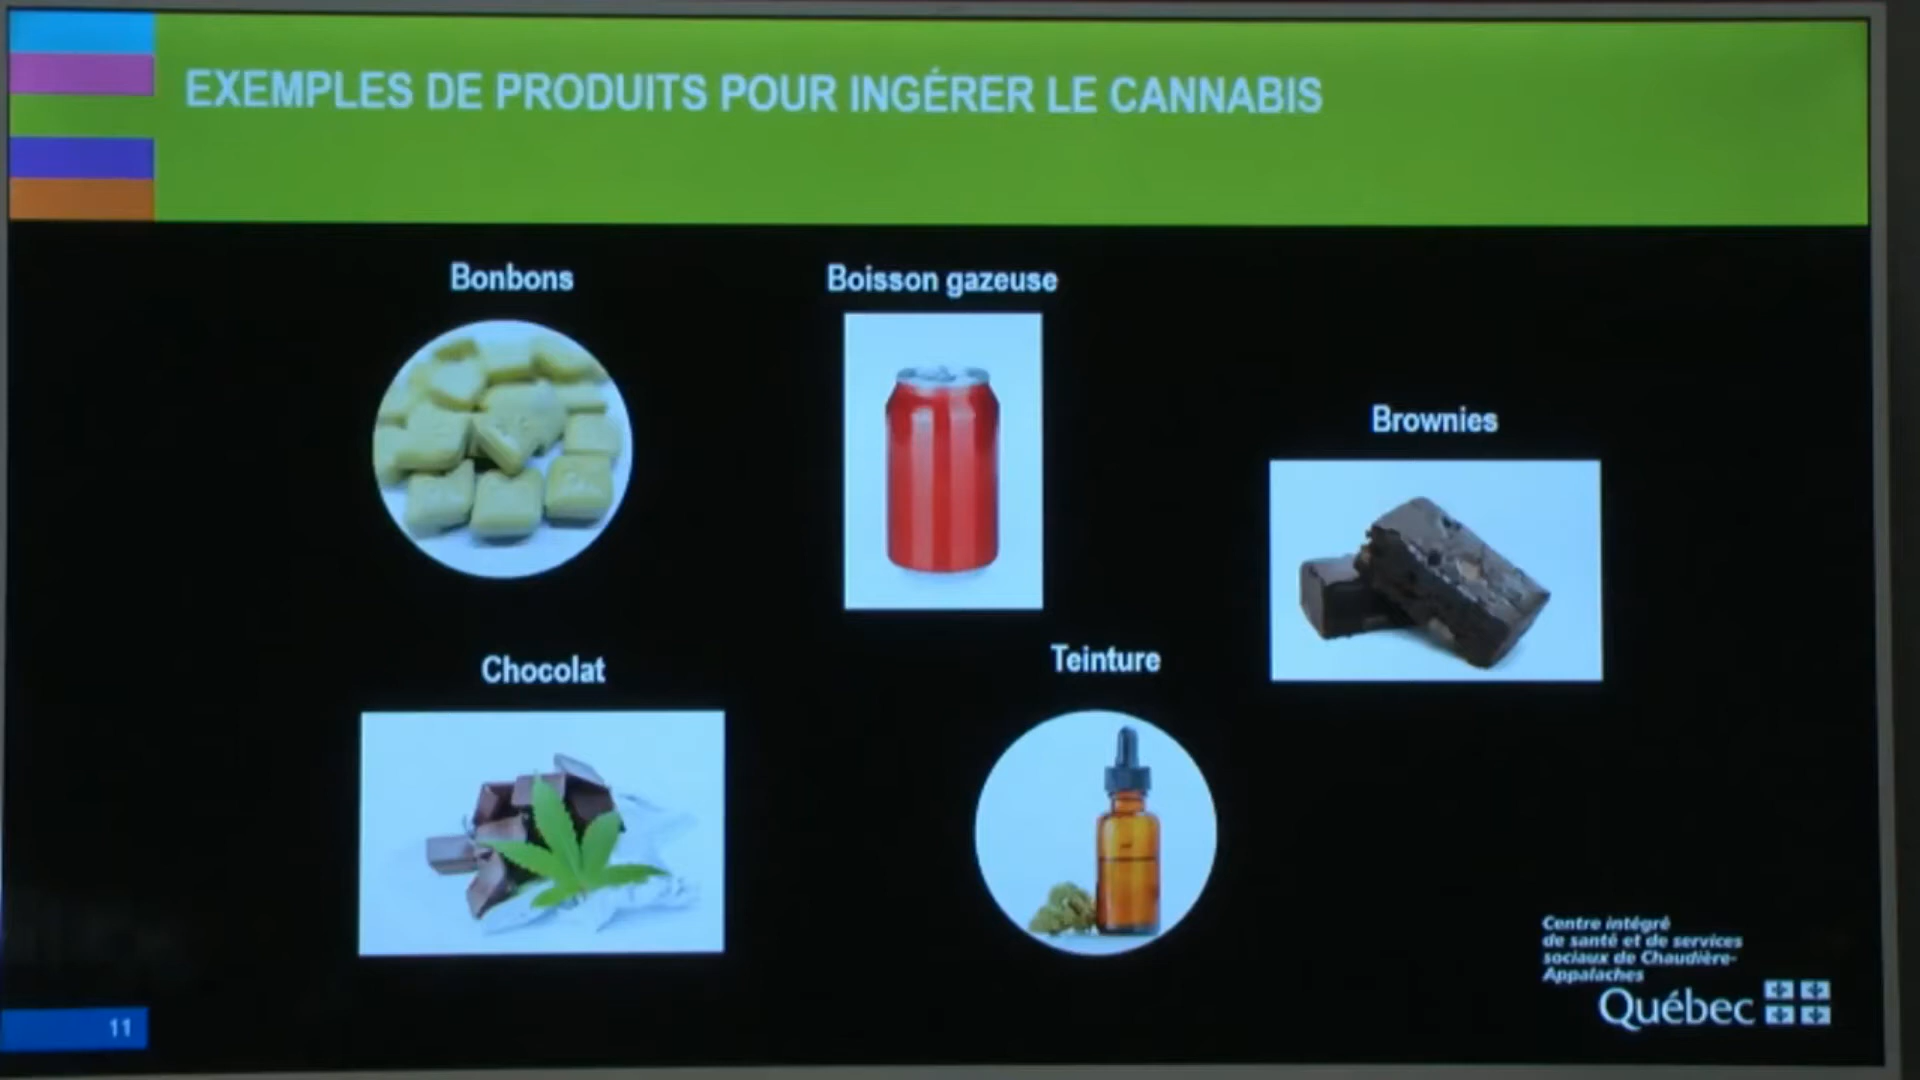 EXEMPLES DE PRODUITS POUR INGÉRER LE CANNABIS
Bonbons
Boisson gazeuse
Brownies
Chocolat
Teinture
Centre intégré
de santé et de services
sociaux de Chaudière-
Appalaches
Québec
11